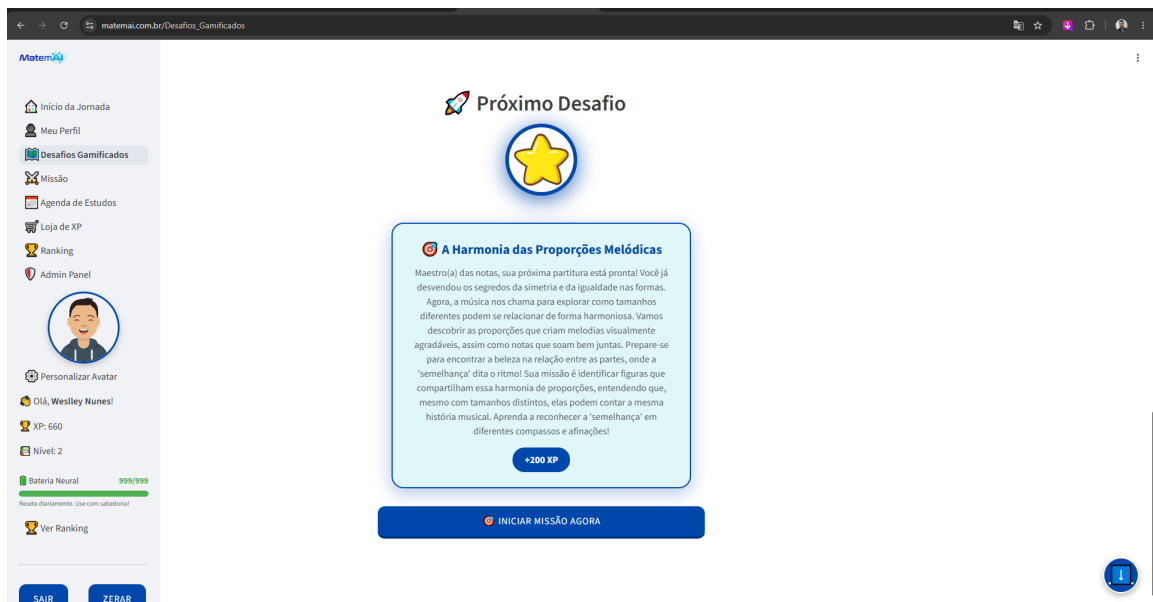 matemai.com.br/Desafios_Gamificados
MatemAI
Início da Jornada
Meu Perfil
Desafios Gamificados
Missão
Agenda de Estudos
Loja de XP
Ranking
Admin Panel
Personalizar Avatar
Olá, Weslley Nunes!
XP: 660
Nível: 2
Bateria Neural 999/999
Reseta diariamente. Use com sabedoria!
Ver Ranking
SAIR ZERAR
Próximo Desafio
A Harmonia das Proporções Melódicas
Maestro(a) das notas, sua próxima partitura está pronta! Você já
desvendou os segredos da simetria e da igualdade nas formas.
Agora, a música nos chama para explorar como tamanhos
diferentes podem se relacionar de forma harmoniosa. Vamos
descobrir as proporções que criam melodias visualmente
agradáveis, assim como notas que soam bem juntas. Prepare-se
para encontrar a beleza na relação entre as partes, onde a
'semelhança' dita o ritmo! Sua missão é identificar figuras que
compartilham essa harmonia de proporções, entendendo que,
mesmo com tamanhos distintos, elas podem contar a mesma
história musical. Aprenda a reconhecer a 'semelhança' em
diferentes compassos e afinações!
+200 XP
INICIAR MISSÃO AGORA